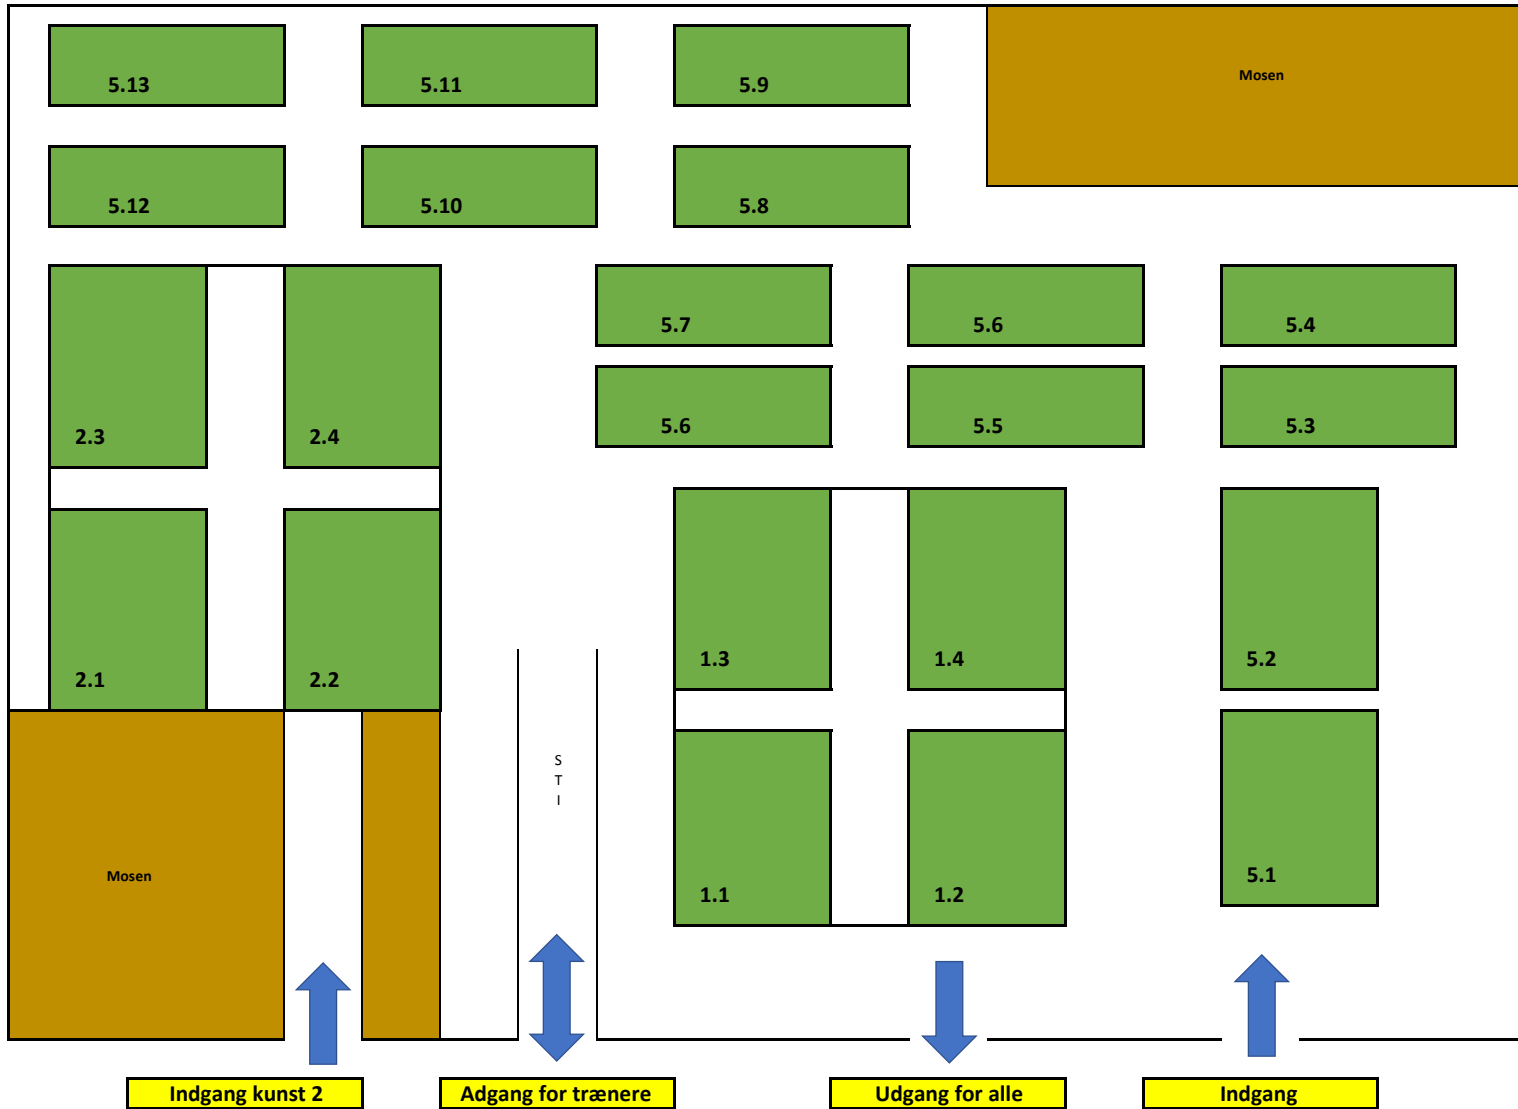 5.13
5.11
5.9
Mosen
5.12
5.10
5.8
5.7
5.6
5.4
2.3
2.4
5.6
5.5
5.3
2.1
2.2
1.3
1.4
5.2
S
T
I
Mosen
1.1
1.2
5.1
Indgang kunst 2
Adgang for trænere
Udgang for alle
Indgang